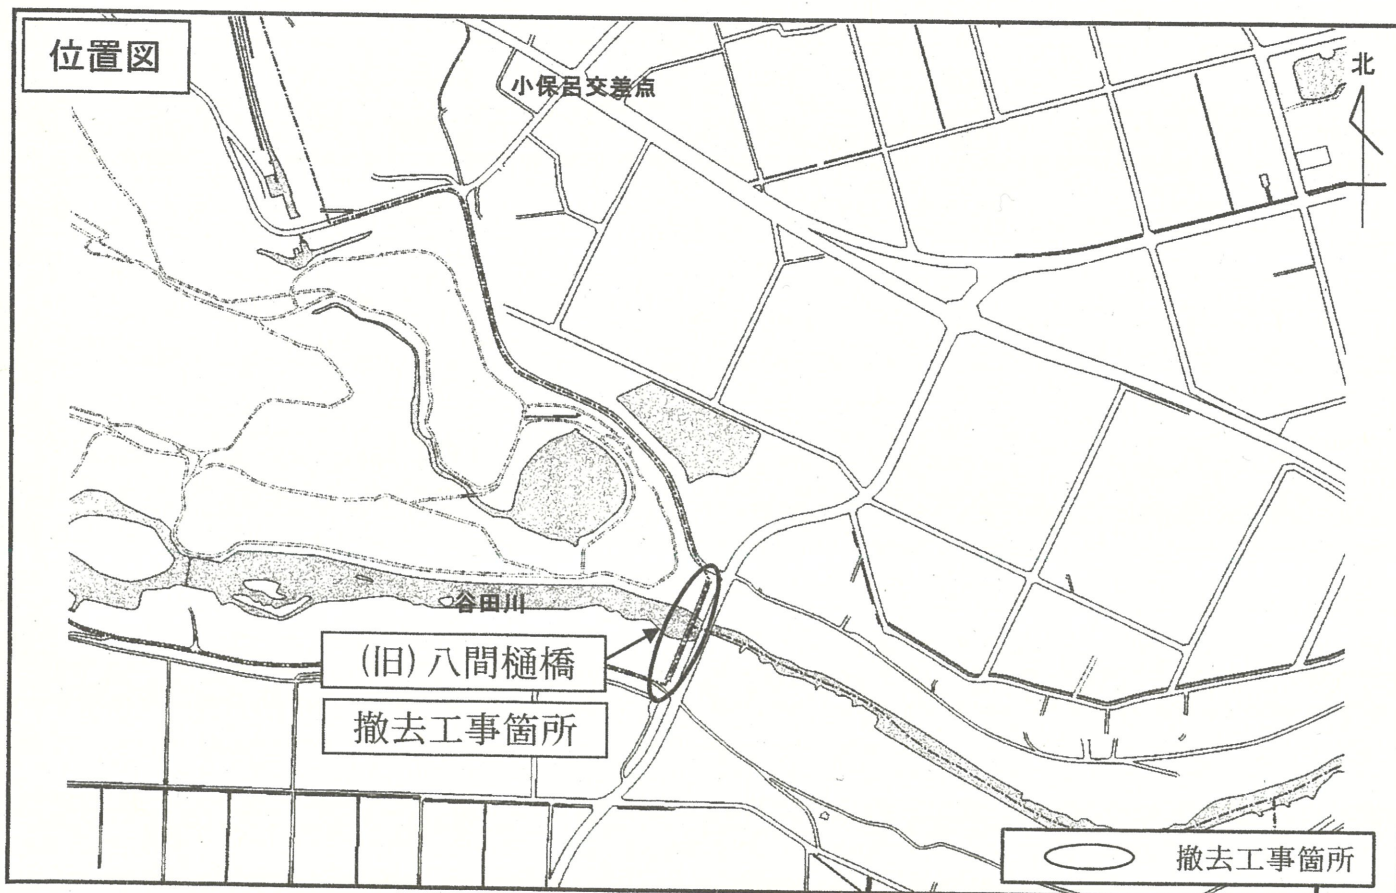 位置図
小保呂交差点
北
谷田川
(旧)八間樋橋
撤去工事箇所
撤去工事箇所